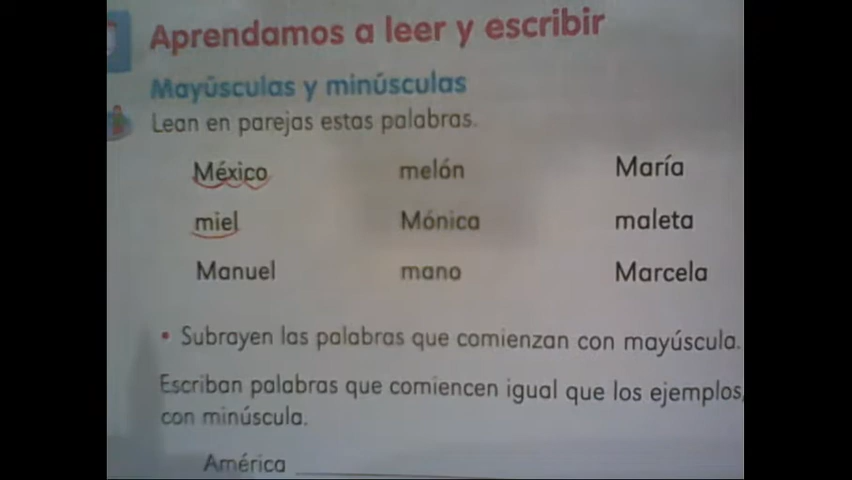 Aprendamos a leer y escribir
Mayúsculas y minúsculas
Lean en parejas estas palabras.
México melón María
miel Mónica maleta
Manuel mano Marcela
• Subrayen las palabras que comienzan con mayúscula.
Escriban palabras que comiencen igual que los ejemplos,
con minúscula.
América